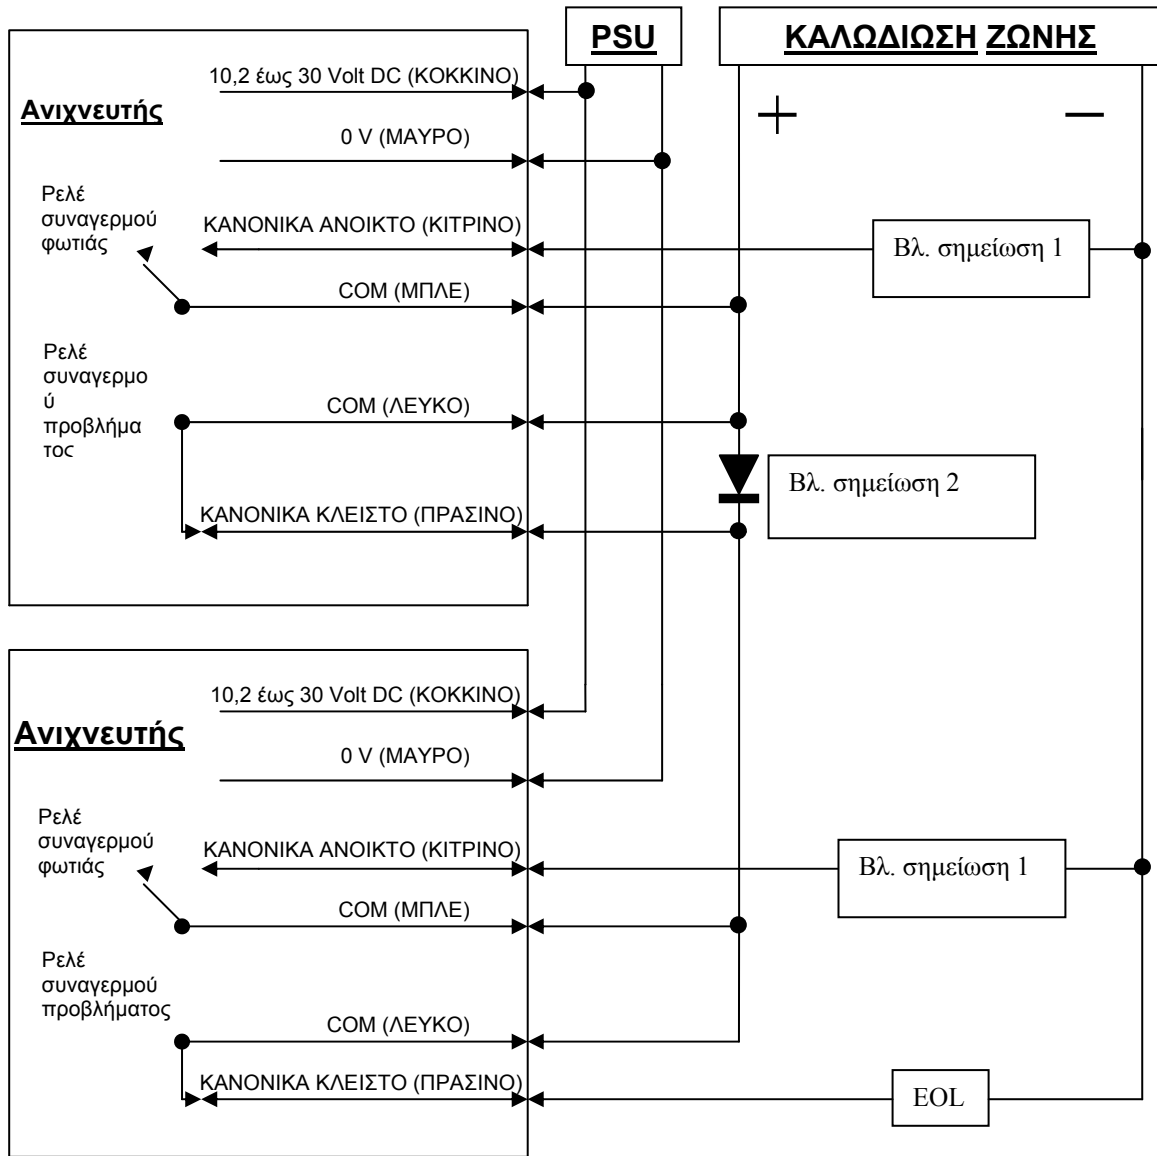 PSU
ΚΑΛΩΔΙΩΣΗ ΖΩΝΗΣ
+
−
Ανιχνευτής
10,2 έως 30 Volt DC (ΚΟΚΚΙΝΟ)
0 V (ΜΑΥΡΟ)
Ρελέ
συναγερμού
φωτιάς
ΚΑΝΟΝΙΚΑ ΑΝΟΙΚΤΟ (ΚΙΤΡΙΝΟ)
COM (ΜΠΛΕ)
Βλ. σημείωση 1
Ρελέ
συναγερμο
ύ
προβλήμα
τος
COM (ΛΕΥΚΟ)
ΚΑΝΟΝΙΚΑ ΚΛΕΙΣΤΟ (ΠΡΑΣΙΝΟ)
Βλ. σημείωση 2
Ανιχνευτής
10,2 έως 30 Volt DC (ΚΟΚΚΙΝΟ)
0 V (ΜΑΥΡΟ)
Ρελέ
συναγερμού
φωτιάς
ΚΑΝΟΝΙΚΑ ΑΝΟΙΚΤΟ (ΚΙΤΡΙΝΟ)
COM (ΜΠΛΕ)
Βλ. σημείωση 1
Ρελέ
συναγερμού
προβλήματος
COM (ΛΕΥΚΟ)
ΚΑΝΟΝΙΚΑ ΚΛΕΙΣΤΟ (ΠΡΑΣΙΝΟ)
EOL